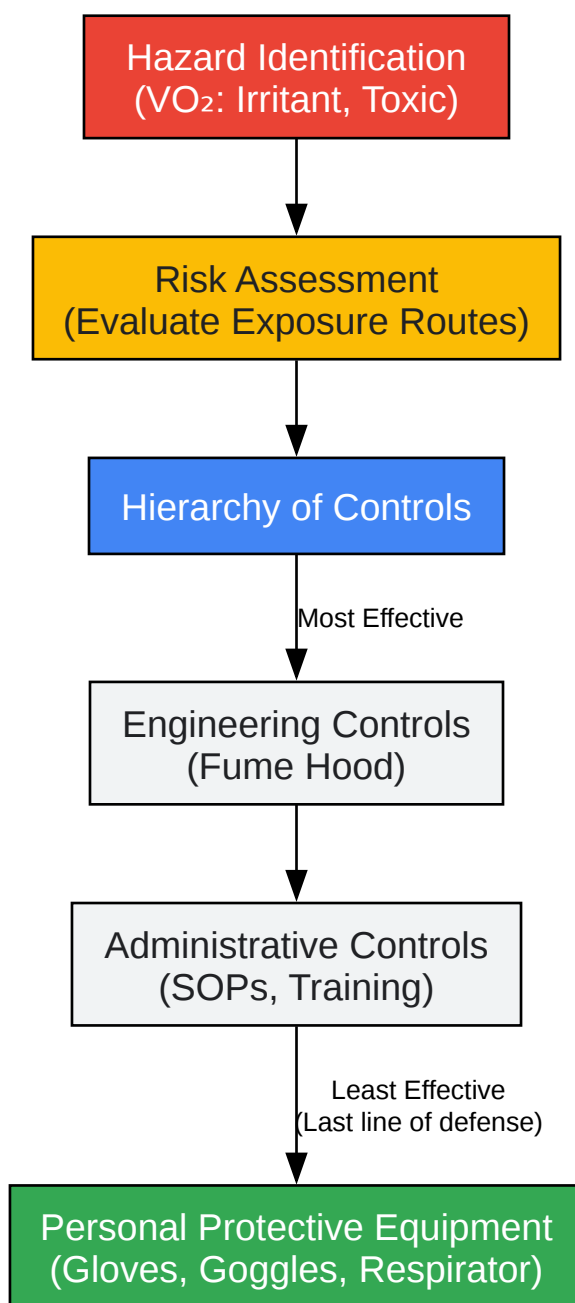 Hazard Identification
(VO₂: Irritant, Toxic)
Risk Assessment
(Evaluate Exposure Routes)
Hierarchy of Controls
Most Effective
Engineering Controls
(Fume Hood)
Administrative Controls
(SOPs, Training)
Least Effective
(Last line of defense)
Personal Protective Equipment
(Gloves, Goggles, Respirator)